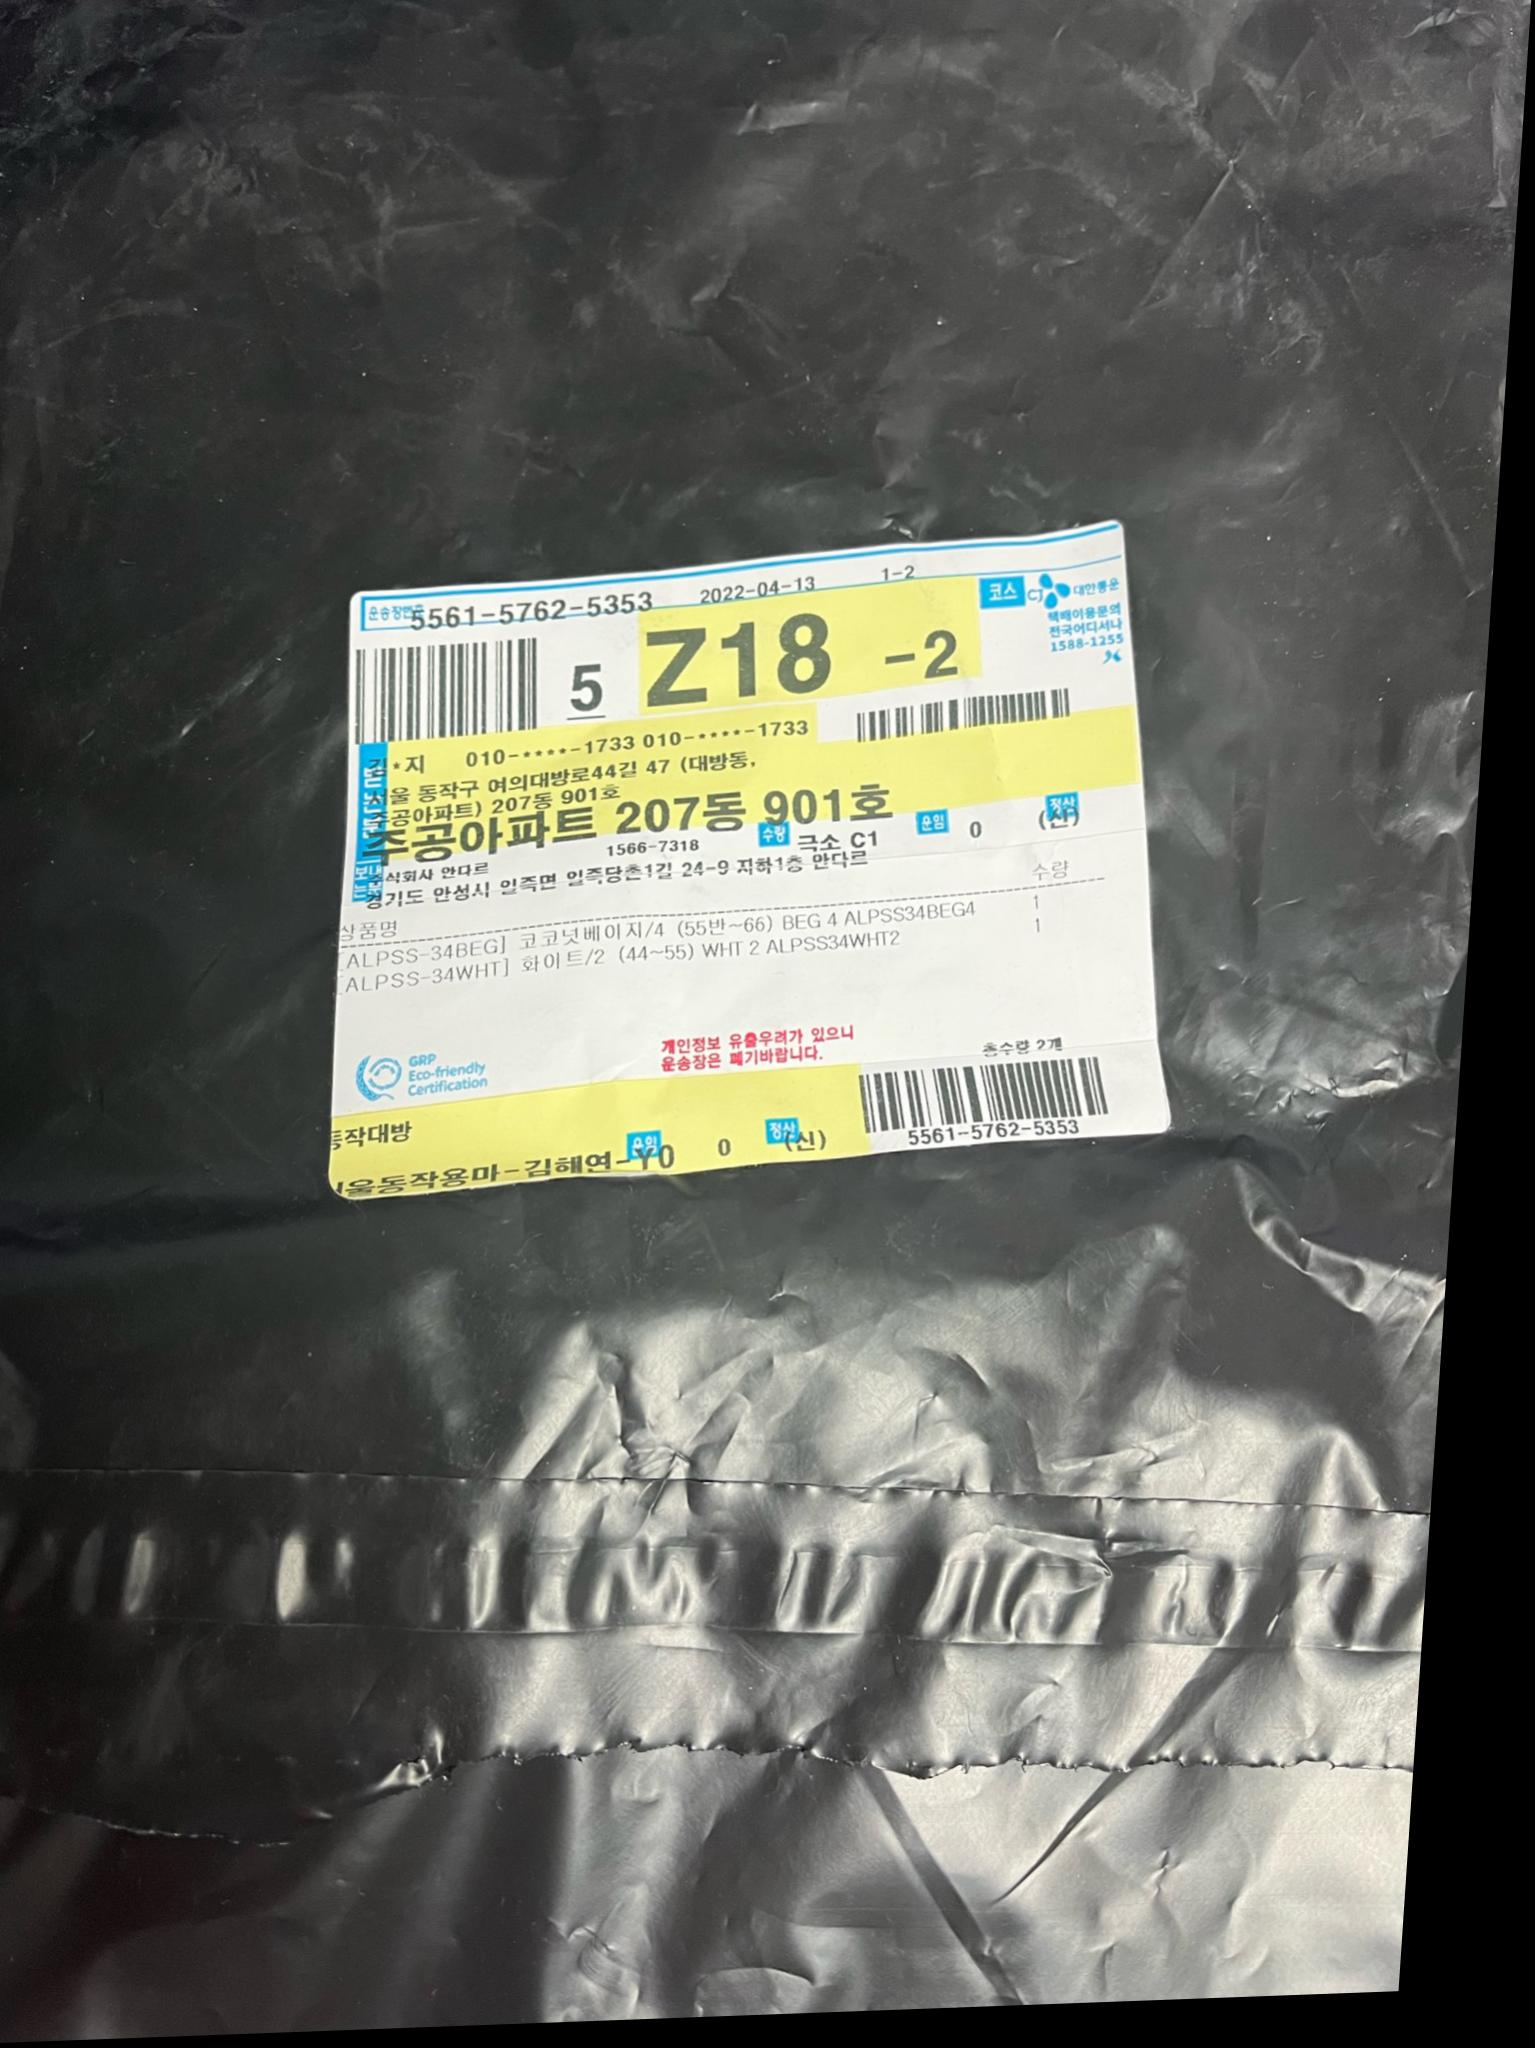 운송장번호 5561-5762-5353 2022-04-13 1-2 코스 CJ 대한통운
택배이용문의
전국어디서나
1588-1255
5 Z18 -2
김*지 010-****-1733 010-****-1733
서울 동작구 여의대방로44길 47 (대방동,
주공아파트) 207동 901호
주공아파트 207동 901호
1566-7318 수량 극소 C1 운임 0 정산 (신)
주식회사 안다르
경기도 안성시 일죽면 일죽당촌1길 24-9 지하1층 안다르
상품명 수량
[ALPSS-34BEG] 코코넛베이지/4 (55반~66) BEG 4 ALPSS34BEG4 1
[ALPSS-34WHT] 화이트/2 (44~55) WHT 2 ALPSS34WHT2 1
GRP
Eco-friendly
Certification
개인정보 유출우려가 있으니
운송장은 폐기바랍니다.
총수량 2개
동작대방
5561-5762-5353
서울동작용마-김해연-Y0 운임 0 정산 (신)